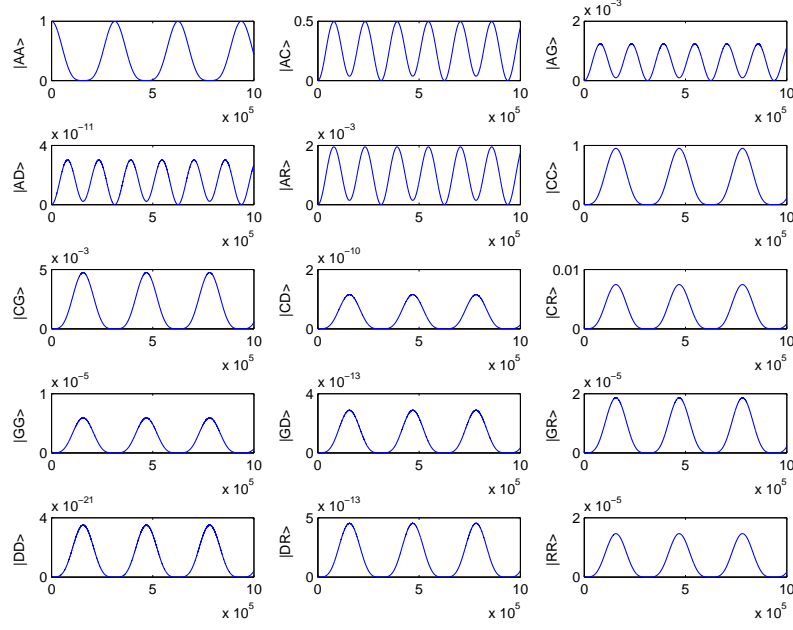 1
0
0 5 10
x 10^5
|AA>
0.5
0
0 5 10
x 10^5
|AC>
x 10^−3
2
0
0 5 10
x 10^5
|AG>
x 10^−11
4
0
0 5 10
x 10^5
|AD>
x 10^−3
2
0
0 5 10
x 10^5
|AR>
1
0
0 5 10
x 10^5
|CC>
x 10^−3
5
0
0 5 10
x 10^5
|CG>
x 10^−10
2
0
0 5 10
x 10^5
|CD>
0.01
0
0 5 10
x 10^5
|CR>
x 10^−5
1
0
0 5 10
x 10^5
|GG>
x 10^−13
4
0
0 5 10
x 10^5
|GD>
x 10^−5
2
0
0 5 10
x 10^5
|GR>
x 10^−21
4
0
0 5 10
x 10^5
|DD>
x 10^−13
5
0
0 5 10
x 10^5
|DR>
x 10^−5
2
0
0 5 10
x 10^5
|RR>